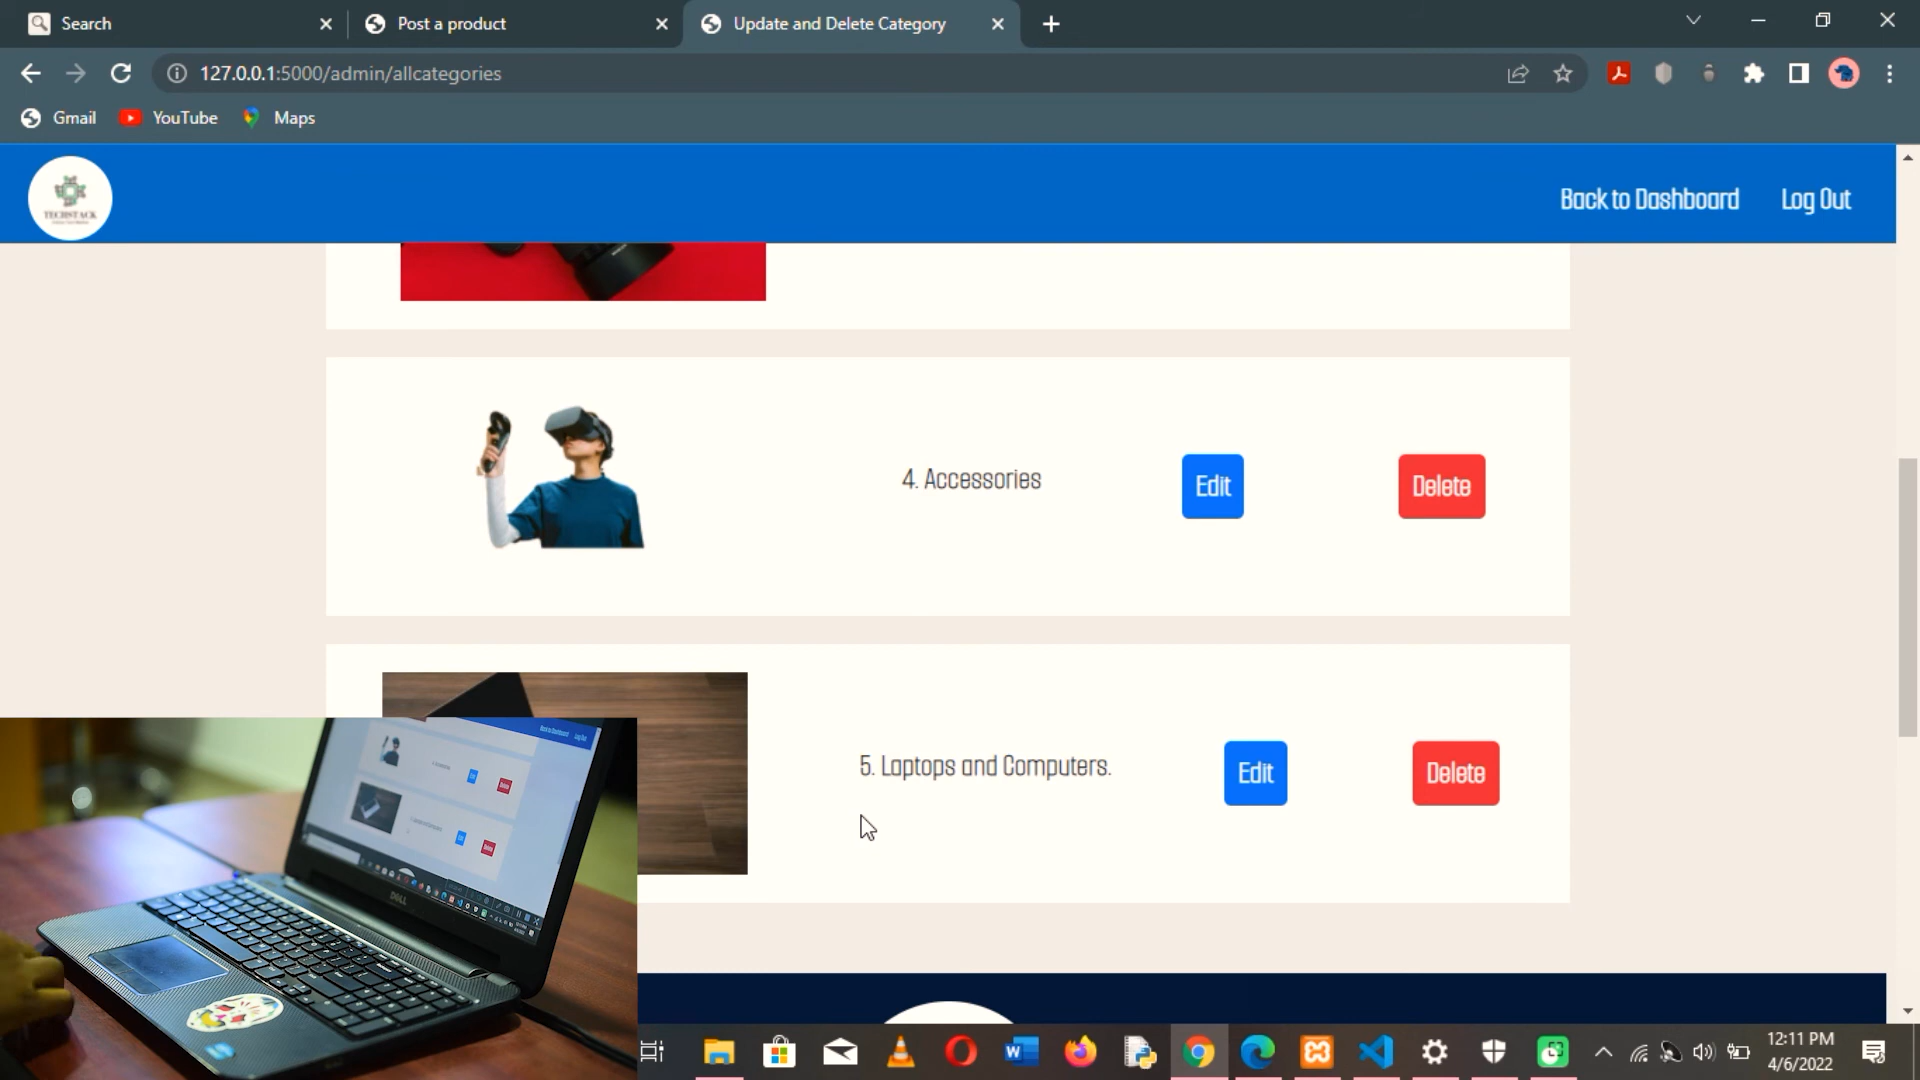 Search
Post a product
Update and Delete Category
127.0.0.1:5000/admin/allcategories
Gmail
YouTube
Maps
TECHSTACK
Back to Dashboard
Log Out
4. Accessories
Edit
Delete
5. Laptops and Computers.
Edit
Delete
DELL
12:11 PM
4/6/2022